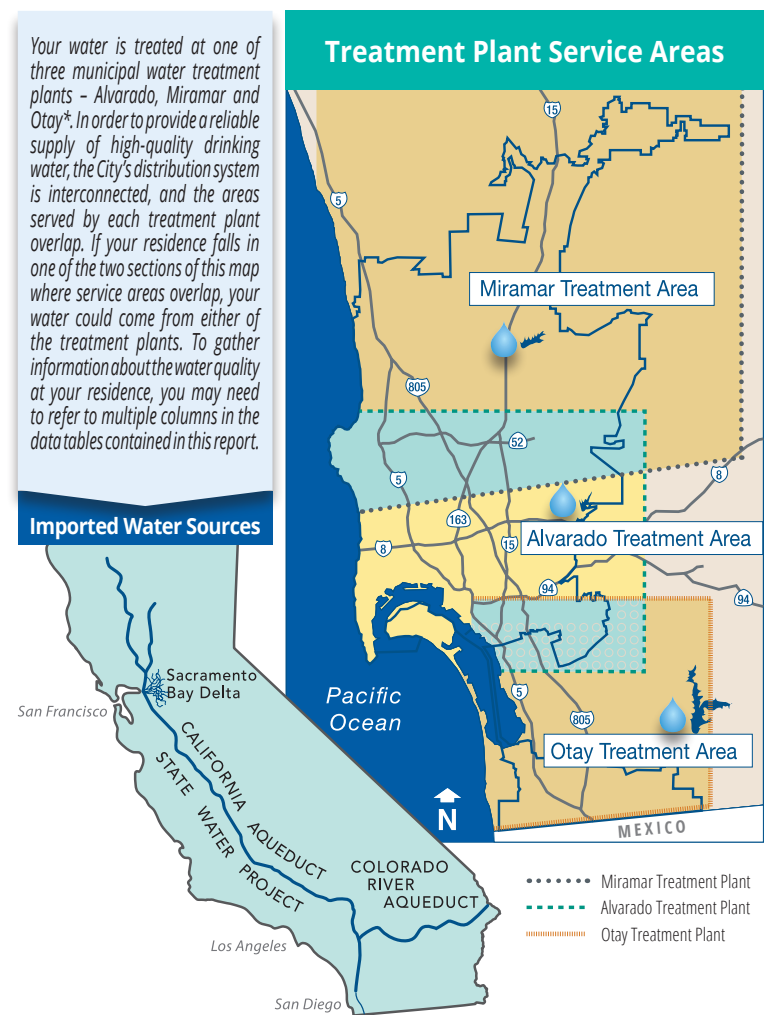 Your water is treated at one of
three municipal water treatment
plants – Alvarado, Miramar and
Otay*. In order to provide a reliable
supply of high-quality drinking
water, the City's distribution system
is interconnected, and the areas
served by each treatment plant
overlap. If your residence falls in
one of the two sections of this map
where service areas overlap, your
water could come from either of
the treatment plants. To gather
information about the water quality
at your residence, you may need
to refer to multiple columns in the
data tables contained in this report.
Imported Water Sources
Sacramento
Bay Delta
San Francisco
CALIFORNIA AQUEDUCT
STATE WATER PROJECT
COLORADO
RIVER
AQUEDUCT
Los Angeles
San Diego
Treatment Plant Service Areas
15
5
Miramar Treatment Area
805
52
5
8
163
8
15
Alvarado Treatment Area
94
94
Pacific
Ocean
5
805
Otay Treatment Area
N
MEXICO
Miramar Treatment Plant
Alvarado Treatment Plant
Otay Treatment Plant